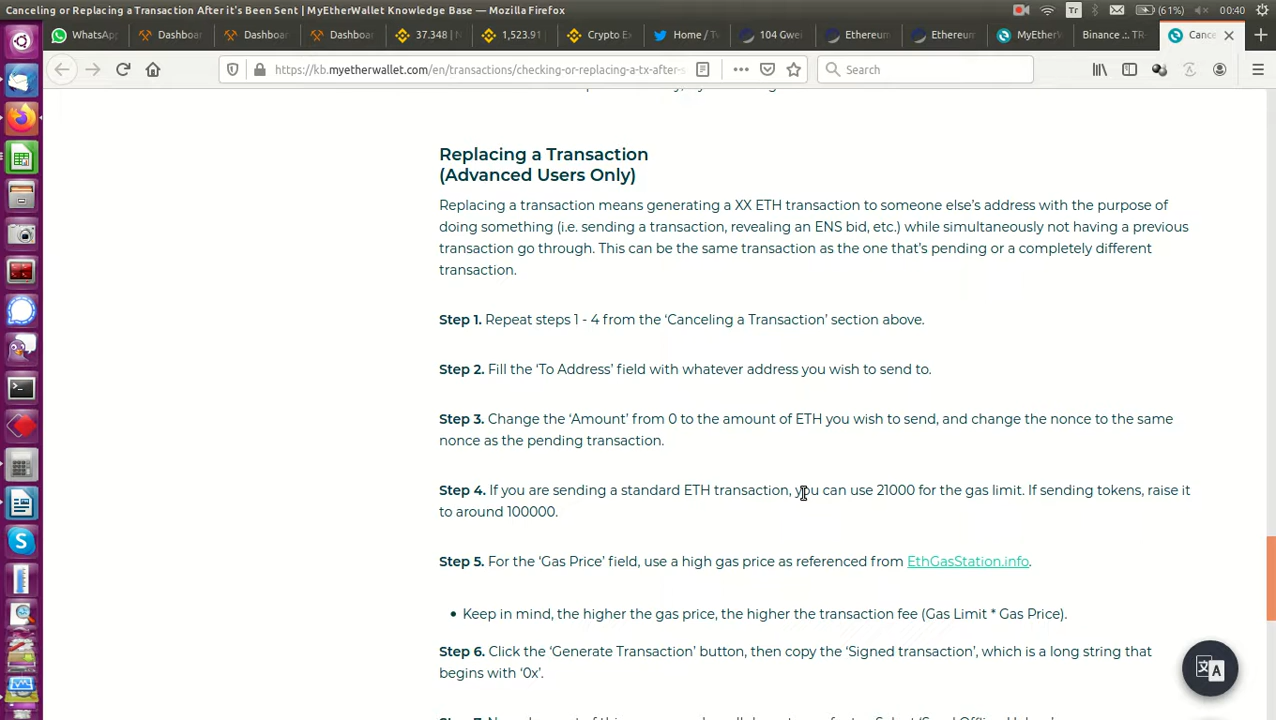 Canceling or Replacing a Transaction After it's Been Sent | MyEtherWallet Knowledge Base — Mozilla Firefox
Tr (61%) 00:40
WhatsAp Dashboar Dashboar Dashboar 37.348 | 1,523.91 Crypto Ex Home / Tw 104 Gwei Ethereum Ethereum MyEtherW Binance .:. TR- Cance
https://kb.myetherwallet.com/en/transactions/checking-or-replacing-a-tx-after-s
Search
Replacing a Transaction
(Advanced Users Only)
Replacing a transaction means generating a XX ETH transaction to someone else's address with the purpose of
doing something (i.e. sending a transaction, revealing an ENS bid, etc.) while simultaneously not having a previous
transaction go through. This can be the same transaction as the one that's pending or a completely different
transaction.
Step 1. Repeat steps 1 - 4 from the 'Canceling a Transaction' section above.
Step 2. Fill the 'To Address' field with whatever address you wish to send to.
Step 3. Change the 'Amount' from 0 to the amount of ETH you wish to send, and change the nonce to the same
nonce as the pending transaction.
Step 4. If you are sending a standard ETH transaction, you can use 21000 for the gas limit. If sending tokens, raise it
to around 100000.
Step 5. For the 'Gas Price' field, use a high gas price as referenced from EthGasStation.info.
• Keep in mind, the higher the gas price, the higher the transaction fee (Gas Limit * Gas Price).
Step 6. Click the 'Generate Transaction' button, then copy the 'Signed transaction', which is a long string that
begins with '0x'.